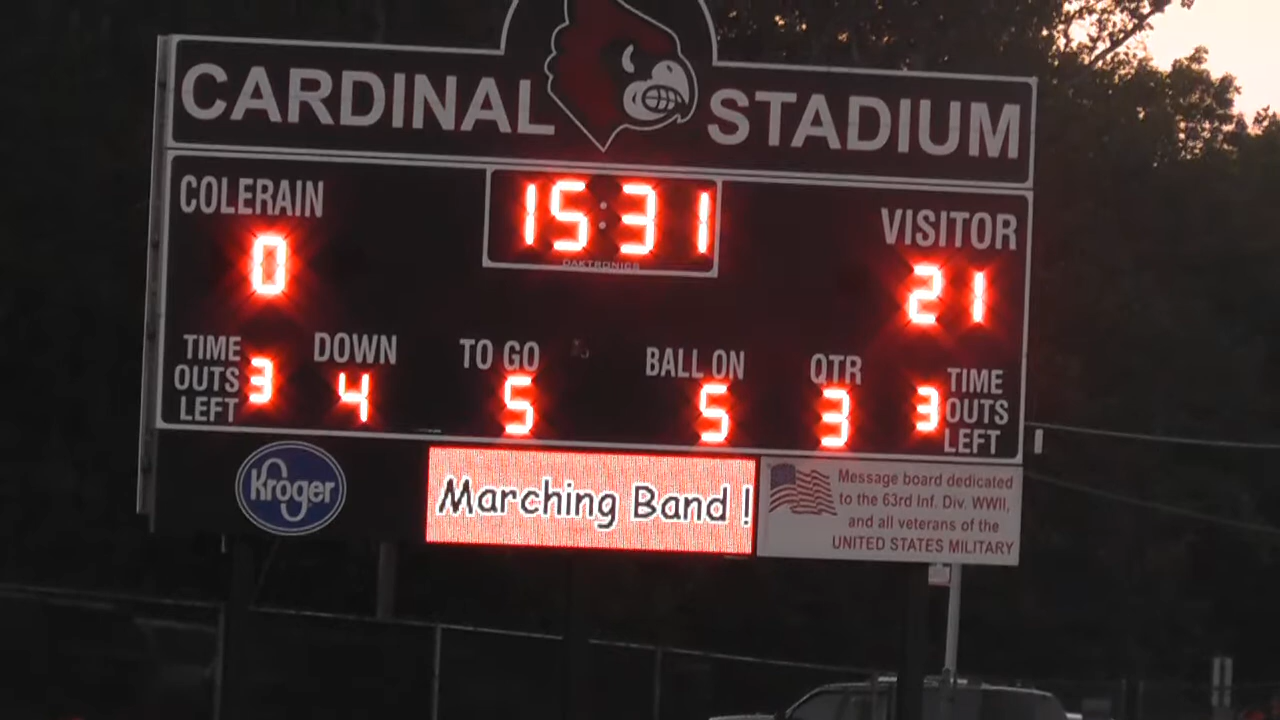 CARDINAL STADIUM
COLERAIN
15:31
VISITOR
0
21
DAKTRONICS
TIME OUTS LEFT 3
DOWN 4
TO GO 5
BALL ON 5
QTR 3
3 TIME OUTS LEFT
Kroger
Marching Band !
Message board dedicated
to the 63rd Inf. Div. WWII,
and all veterans of the
UNITED STATES MILITARY